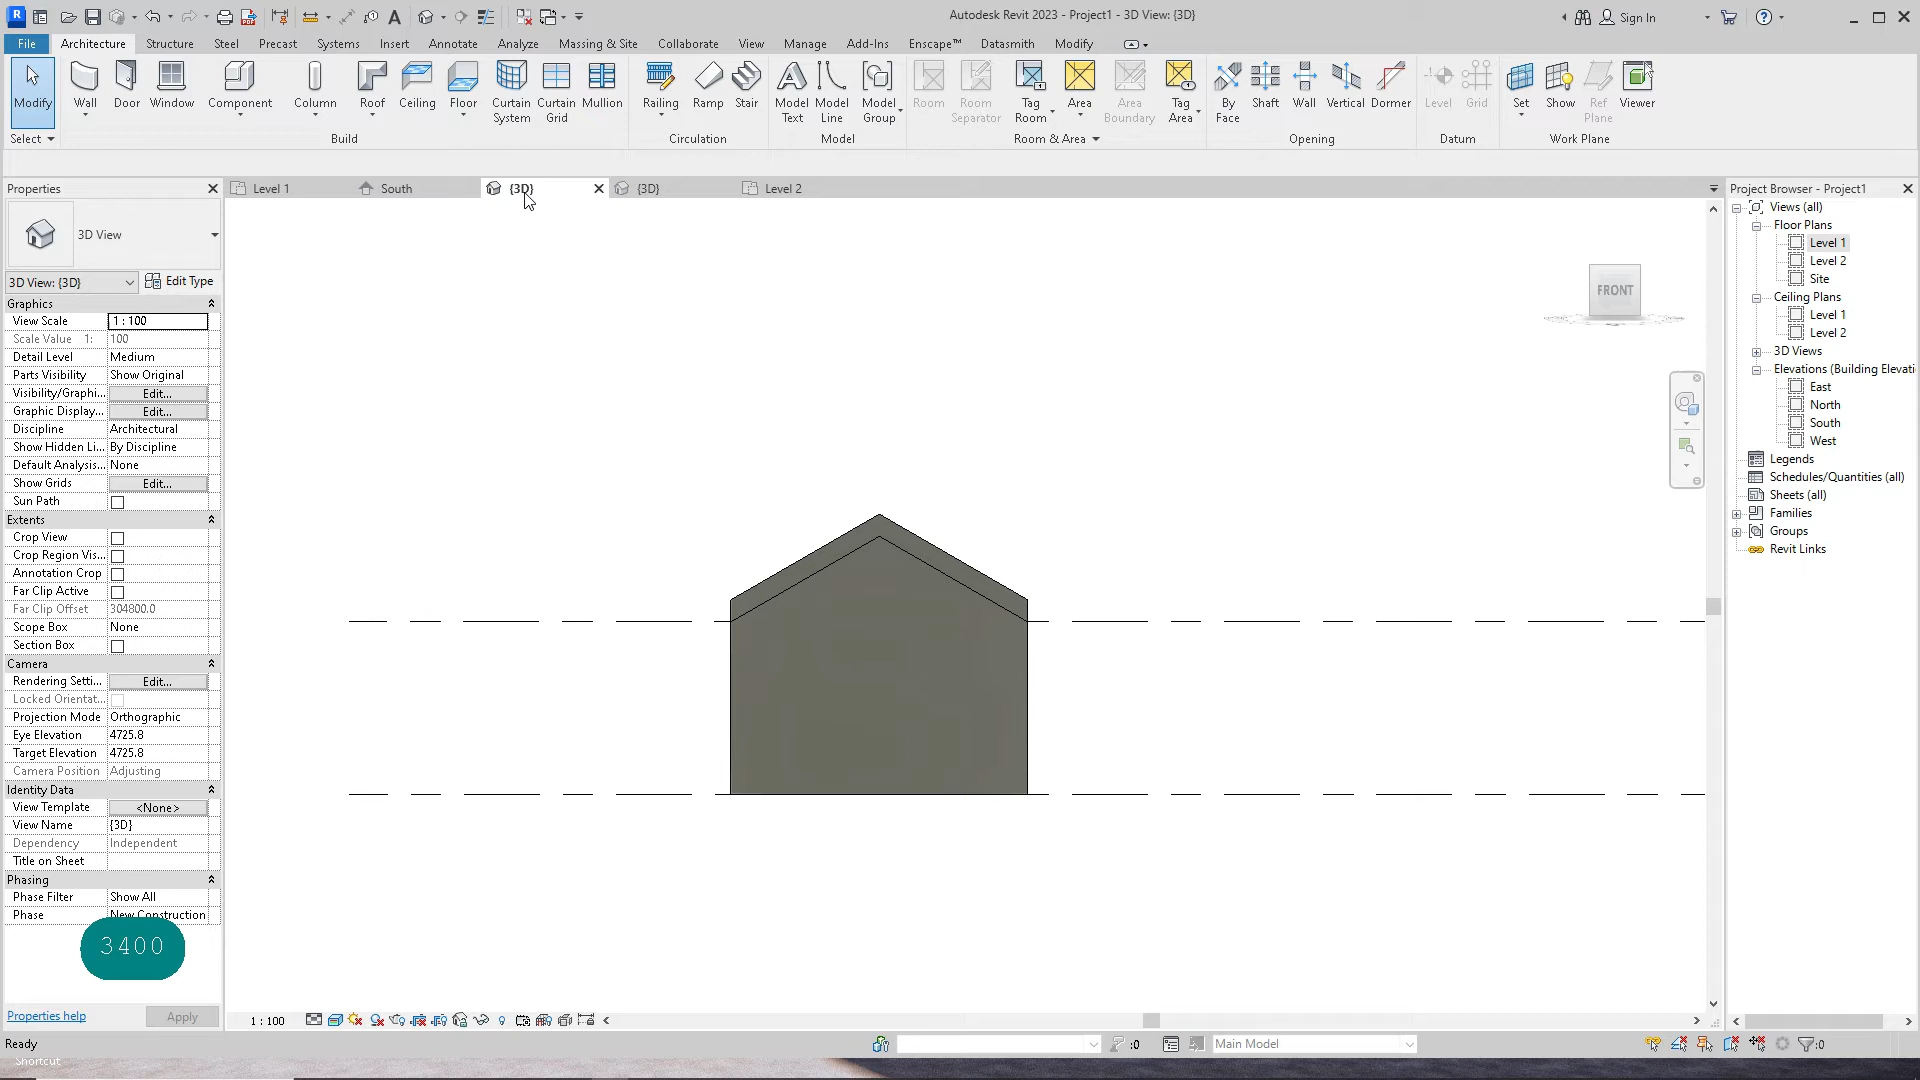 Autodesk Revit 2023 - Project1 - 3D View: {3D}
Sign In
File Architecture Structure Steel Precast Systems Insert Annotate Analyze Massing & Site Collaborate View Manage Add-Ins Enscape™ Datasmith Modify
Modify Wall Door Window Component Column Roof Ceiling Floor Curtain System Curtain Grid Mullion Railing Ramp Stair Model Text Model Line Model Group Room Room Separator Tag Room Area Area Boundary Tag Area By Face Shaft Wall Vertical Dormer Level Grid Set Show Ref Plane Viewer
Select Build Circulation Model Room & Area Opening Datum Work Plane
Properties
Level 1 South {3D} {3D} Level 2
Project Browser - Project1
3D View
3D View: {3D} Edit Type
Graphics
View Scale 1 : 100
Scale Value 1: 100
Detail Level Medium
Parts Visibility Show Original
Visibility/Graphi... Edit...
Graphic Display... Edit...
Discipline Architectural
Show Hidden Li... By Discipline
Default Analysis... None
Show Grids Edit...
Sun Path
Extents
Crop View
Crop Region Vis...
Annotation Crop
Far Clip Active
Far Clip Offset 304800.0
Scope Box None
Section Box
Camera
Rendering Setti... Edit...
Locked Orientat...
Projection Mode Orthographic
Eye Elevation 4725.8
Target Elevation 4725.8
Camera Position Adjusting
Identity Data
View Template <None>
View Name {3D}
Dependency Independent
Title on Sheet
Phasing
Phase Filter Show All
Phase New Construction
3400
Properties help Apply
FRONT
Views (all)
Floor Plans
Level 1
Level 2
Site
Ceiling Plans
Level 1
Level 2
3D Views
Elevations (Building Elevati
East
North
South
West
Legends
Schedules/Quantities (all)
Sheets (all)
Families
Groups
Revit Links
1 : 100
Ready
:0
Main Model
:0
Shortcut